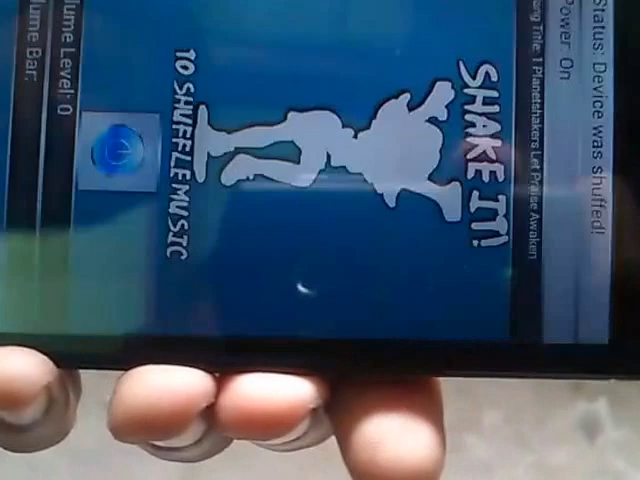 Status: Device was shuffled!
Power: On
Title: 1 Planetshakers Let Praise Awaken
SHAKE IT!
TO SHUFFLE MUSIC
lume Level: 0
lume Bar: